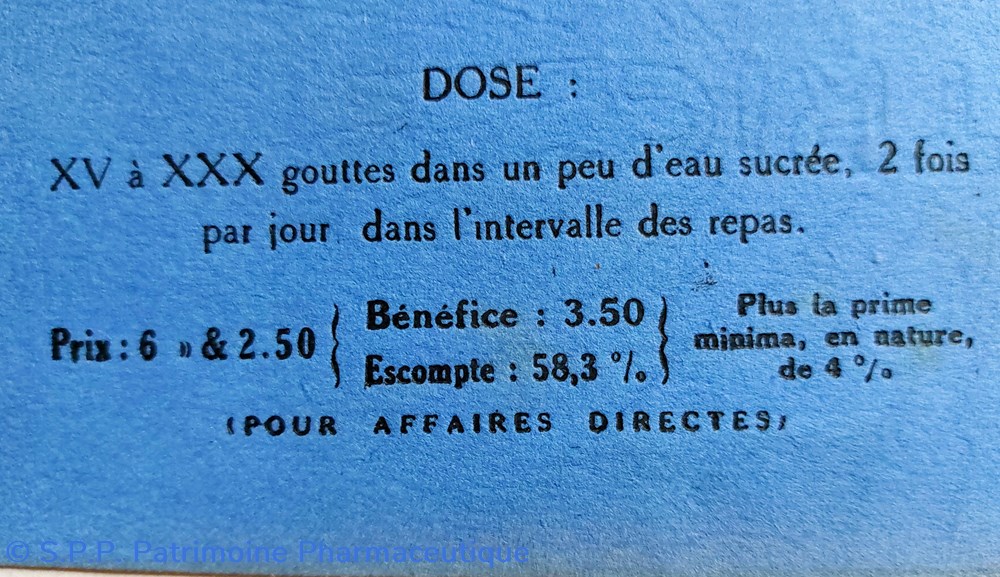 DOSE :
XV à XXX gouttes dans un peu d'eau sucrée, 2 fois
par jour dans l'intervalle des repas.
Prix : 6 » & 2.50 { Bénéfice : 3.50 } Plus la prime
Escompte : 58,3 % minima, en nature,
de 4 %
(POUR AFFAIRES DIRECTES)
© S.P.P. Patrimoine Pharmaceutique